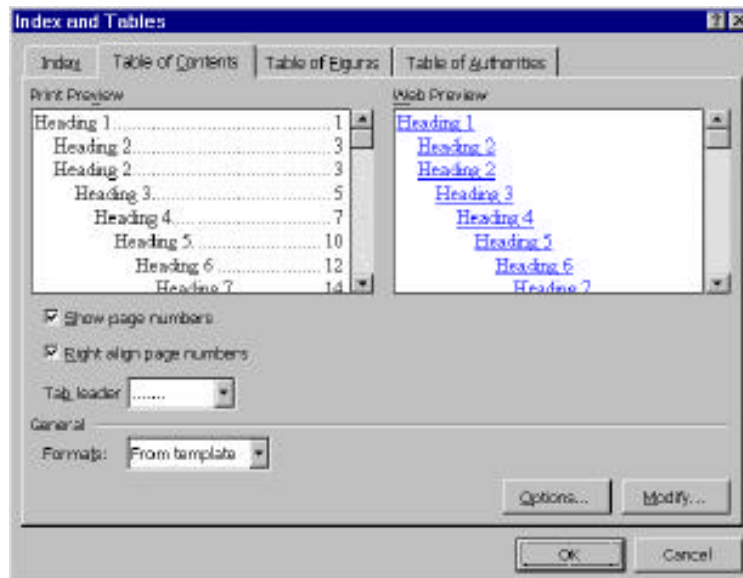 Index and Tables
Index Table of Contents Table of Figures Table of Authorities
Print Preview
Heading 1 1
Heading 2 3
Heading 2 3
Heading 3 5
Heading 4 7
Heading 5 10
Heading 6 12
Heading 7 14
Web Preview
Heading 1
Heading 2
Heading 2
Heading 3
Heading 4
Heading 5
Heading 6
Heading 7
Show page numbers
Right align page numbers
Tab leader .......
General
Formats: From template
Options... Modify...
OK Cancel